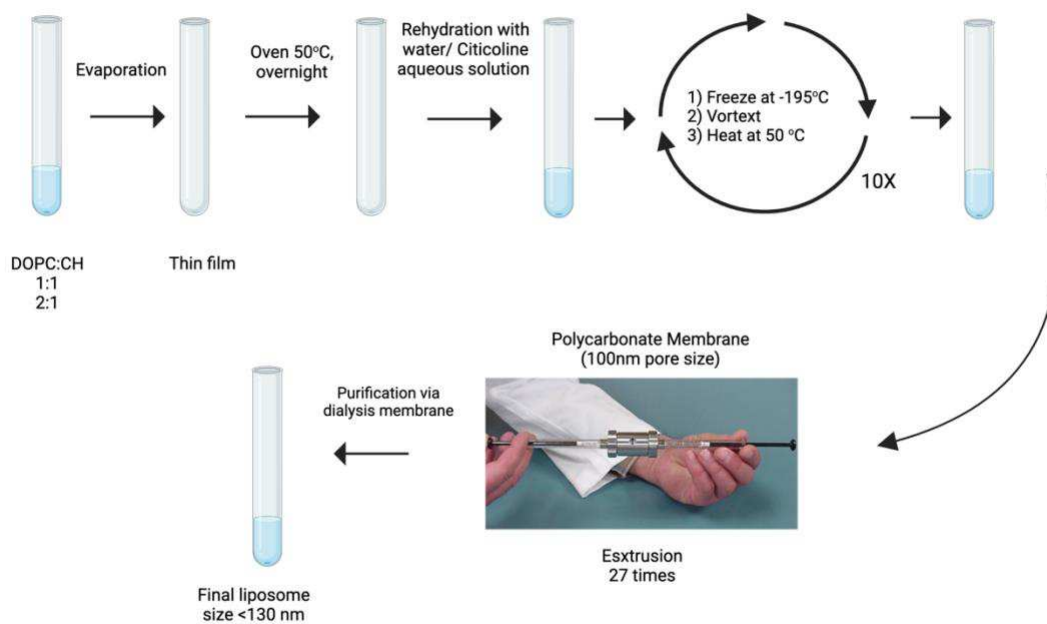 Evaporation
Oven 50°C,
overnight
Rehydration with
water/ Citicoline
aqueous solution
1) Freeze at -195°C
2) Vortext
3) Heat at 50 °C
10X
DOPC:CH
1:1
2:1
Thin film
Polycarbonate Membrane
(100nm pore size)
Purification via
dialysis membrane
Esxtrusion
27 times
Final liposome
size <130 nm